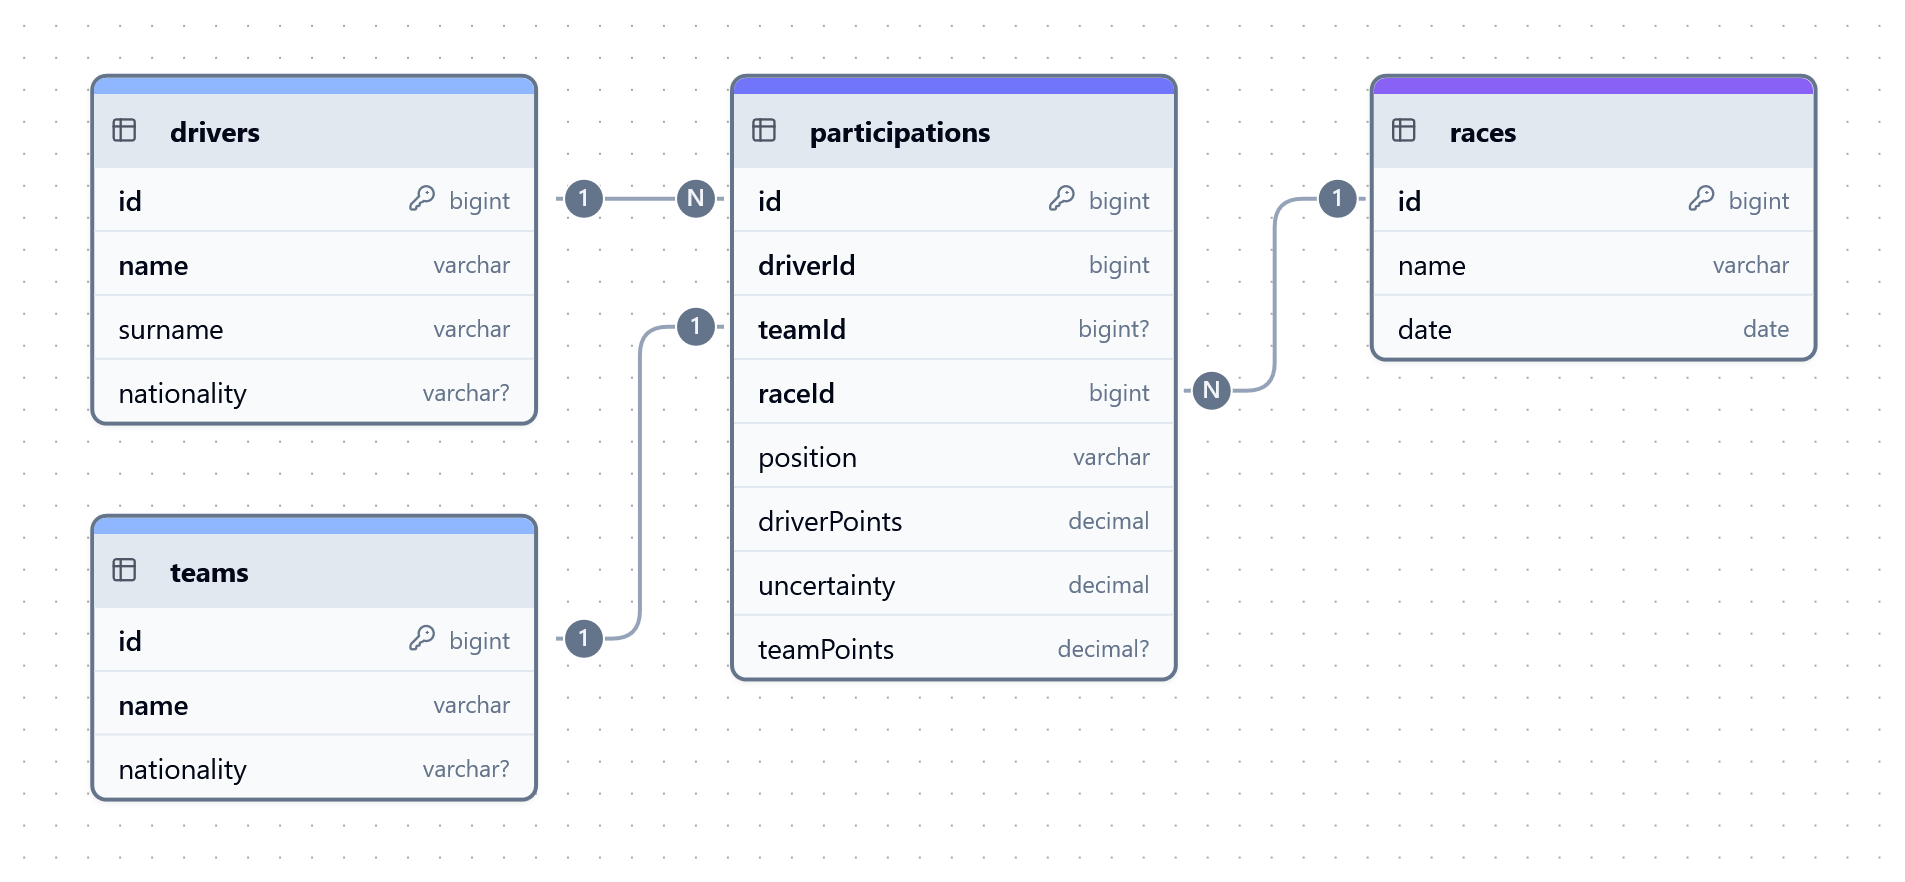 drivers
id bigint
name varchar
surname varchar
nationality varchar?
teams
id bigint
name varchar
nationality varchar?
1 N
1
1
participations
id bigint
driverId bigint
teamId bigint?
raceId bigint
position varchar
driverPoints decimal
uncertainty decimal
teamPoints decimal?
1
N
races
id bigint
name varchar
date date